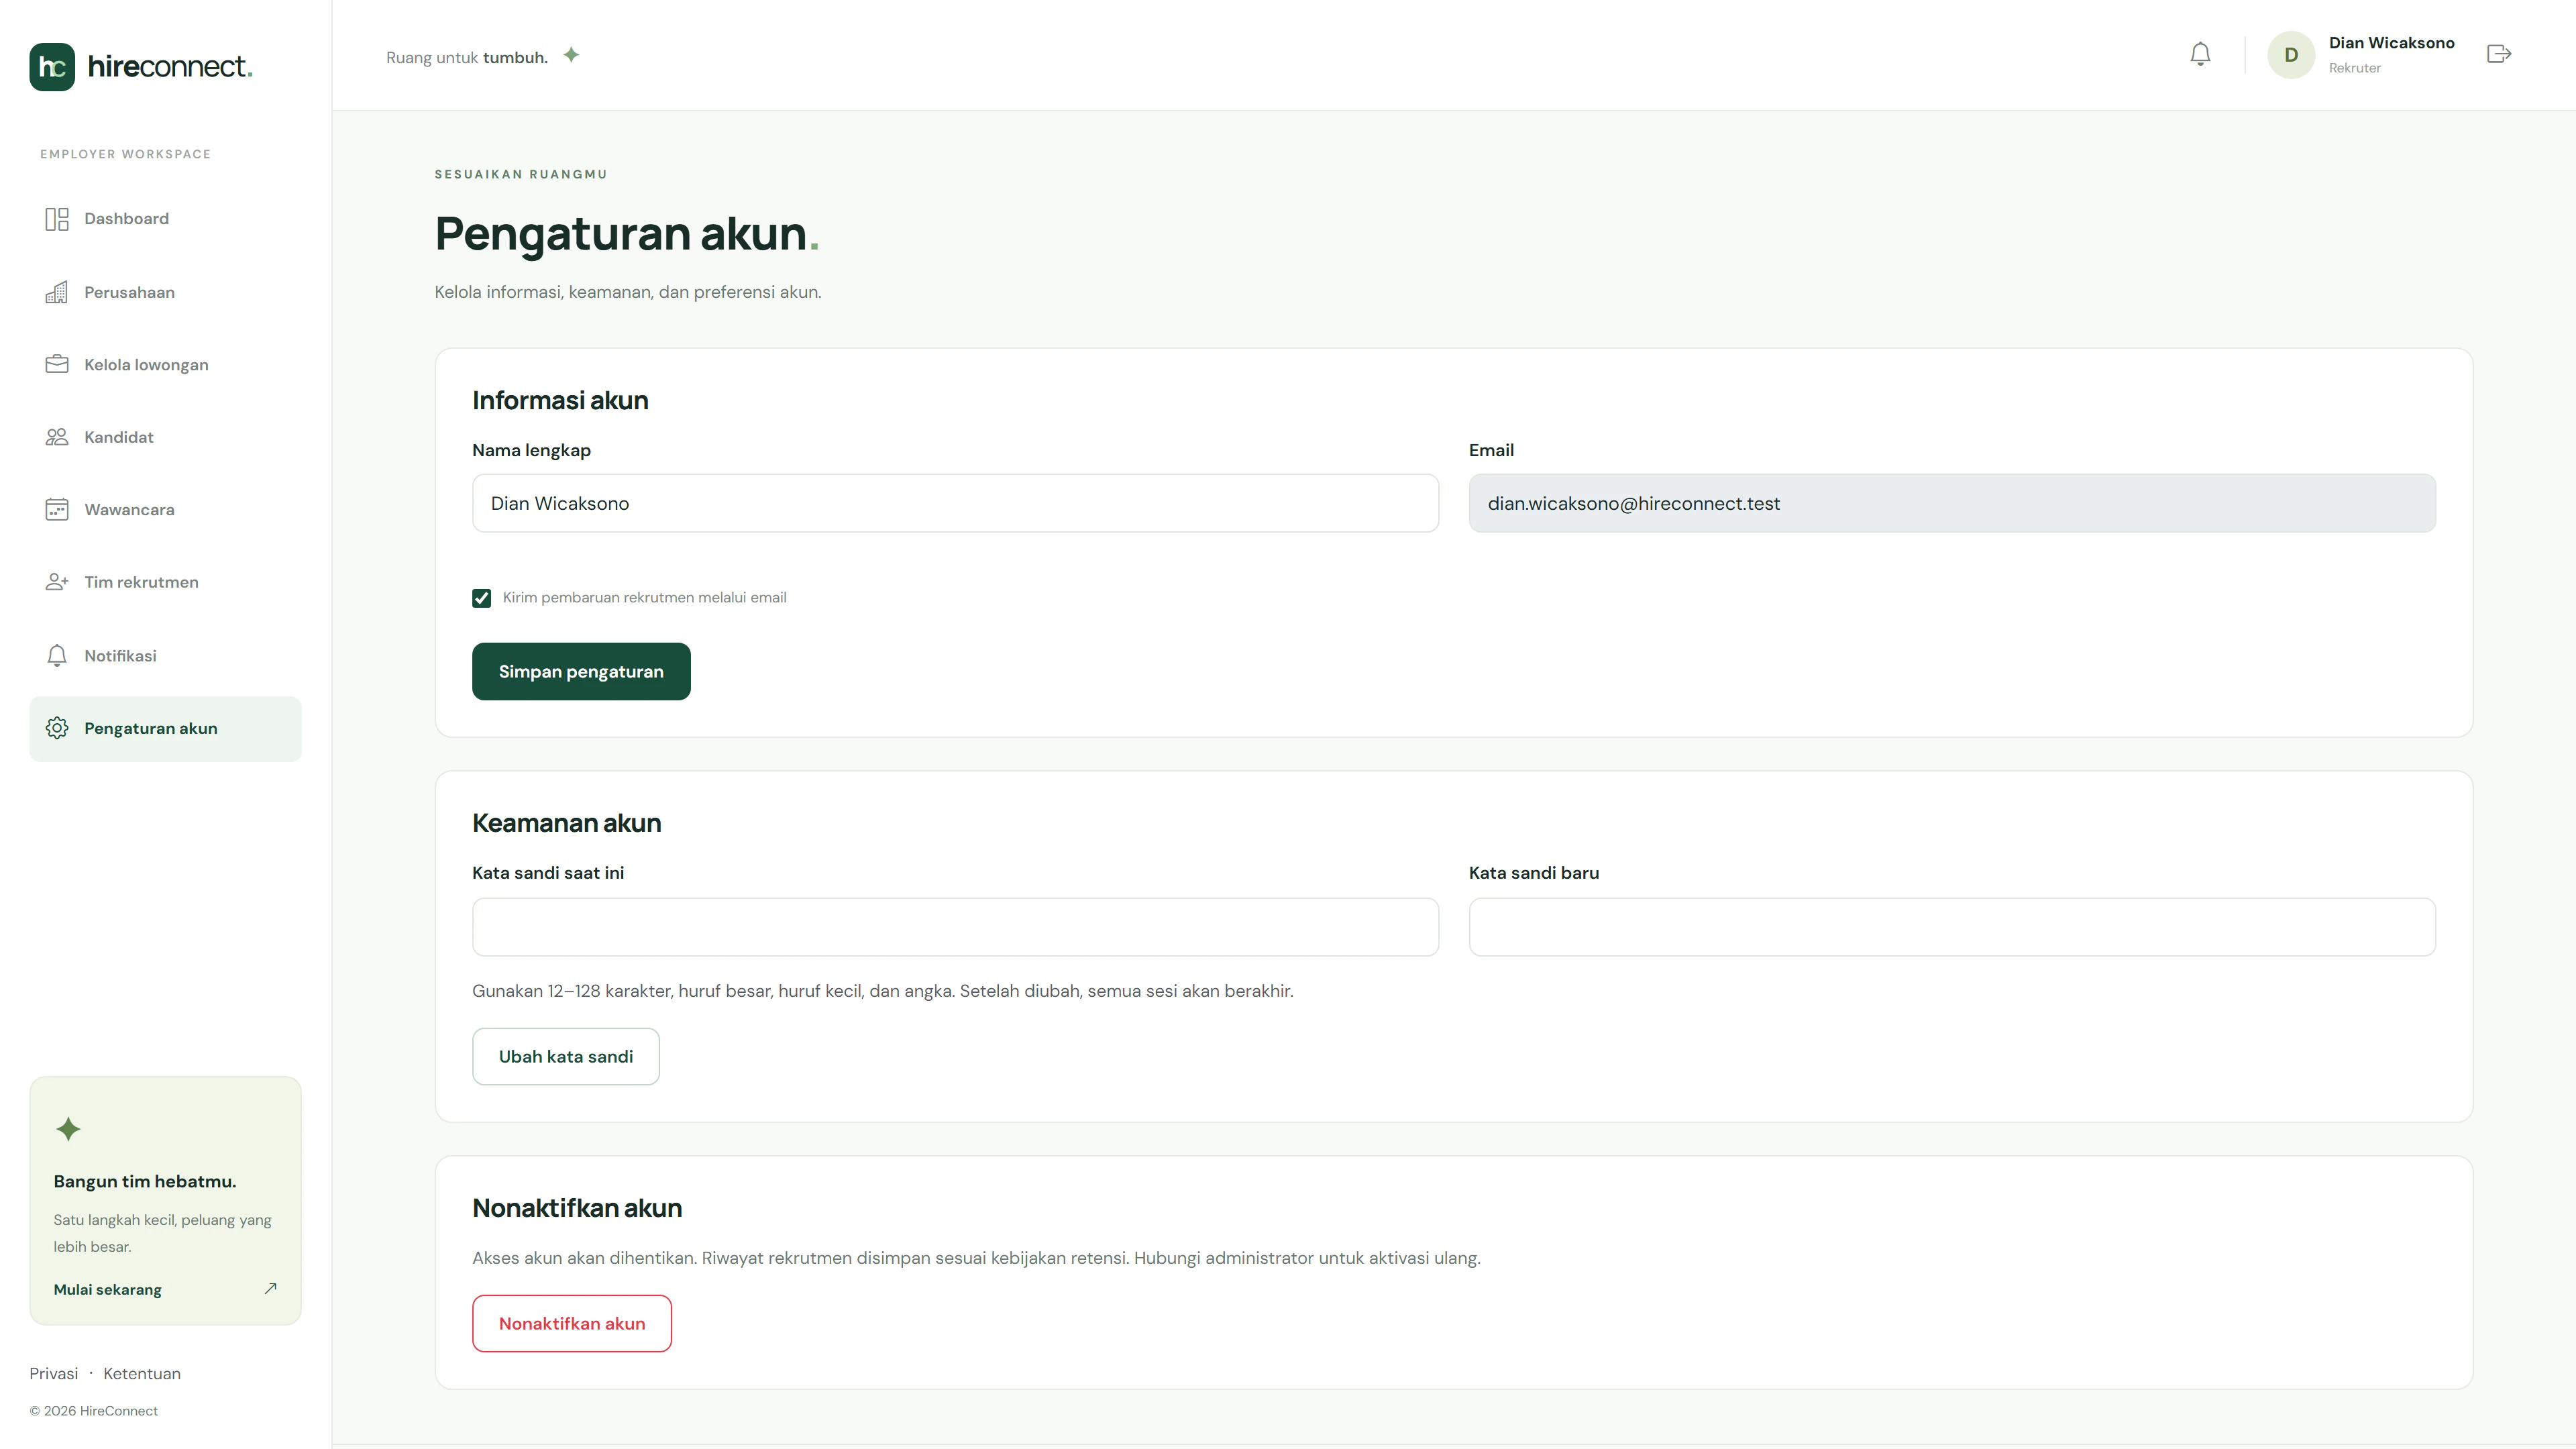 hc hireconnect.
EMPLOYER WORKSPACE
Dashboard
Perusahaan
Kelola lowongan
Kandidat
Wawancara
Tim rekrutmen
Notifikasi
Pengaturan akun
Bangun tim hebatmu.
Satu langkah kecil, peluang yang
lebih besar.
Mulai sekarang
Privasi · Ketentuan
© 2026 HireConnect
Ruang untuk tumbuh.
D
Dian Wicaksono
Rekruter
SESUAIKAN RUANGMU
Pengaturan akun.
Kelola informasi, keamanan, dan preferensi akun.
Informasi akun
Nama lengkap
Dian Wicaksono
Email
dian.wicaksono@hireconnect.test
Kirim pembaruan rekrutmen melalui email
Simpan pengaturan
Keamanan akun
Kata sandi saat ini
Kata sandi baru
Gunakan 12–128 karakter, huruf besar, huruf kecil, dan angka. Setelah diubah, semua sesi akan berakhir.
Ubah kata sandi
Nonaktifkan akun
Akses akun akan dihentikan. Riwayat rekrutmen disimpan sesuai kebijakan retensi. Hubungi administrator untuk aktivasi ulang.
Nonaktifkan akun